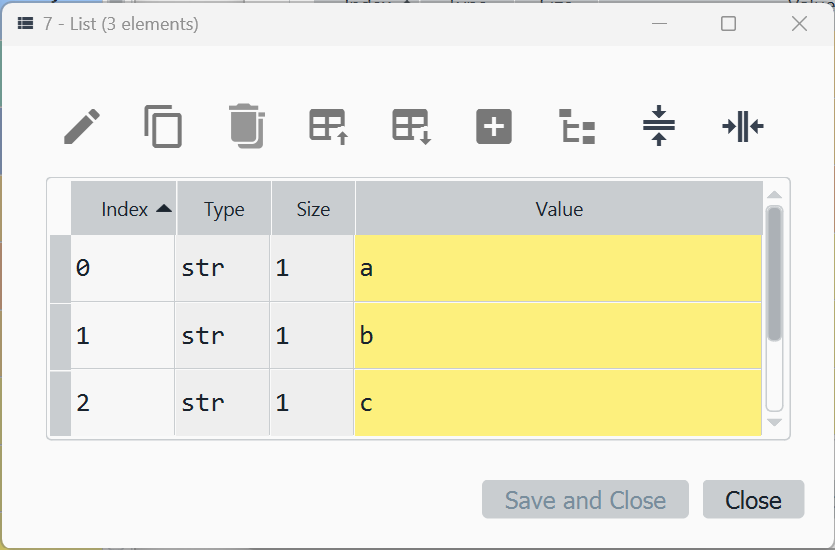 7 - List (3 elements)
Index Type Size Value
0 str 1 a
1 str 1 b
2 str 1 c
Save and Close Close